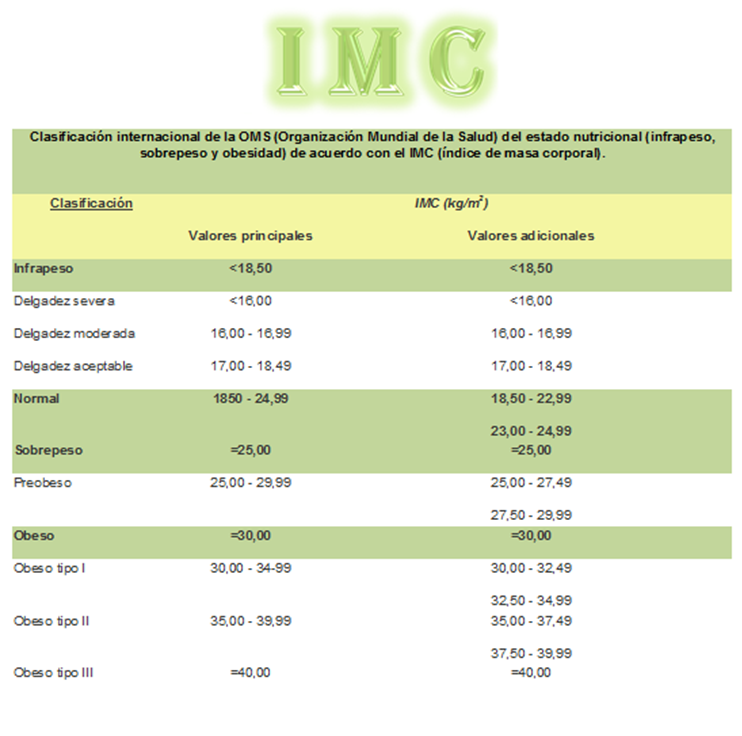 IMC
Clasificación internacional de la OMS (Organización Mundial de la Salud) del estado nutricional (infrapeso,
sobrepeso y obesidad) de acuerdo con el IMC (índice de masa corporal).
Clasificación IMC (kg/m²)
Valores principales Valores adicionales
Infrapeso <18,50 <18,50
Delgadez severa <16,00 <16,00
Delgadez moderada 16,00 - 16,99 16,00 - 16,99
Delgadez aceptable 17,00 - 18,49 17,00 - 18,49
Normal 1850 - 24,99 18,50 - 22,99
23,00 - 24,99
Sobrepeso =25,00 =25,00
Preobeso 25,00 - 29,99 25,00 - 27,49
27,50 - 29,99
Obeso =30,00 =30,00
Obeso tipo I 30,00 - 34-99 30,00 - 32,49
32,50 - 34,99
Obeso tipo II 35,00 - 39,99 35,00 - 37,49
37,50 - 39,99
Obeso tipo III =40,00 =40,00